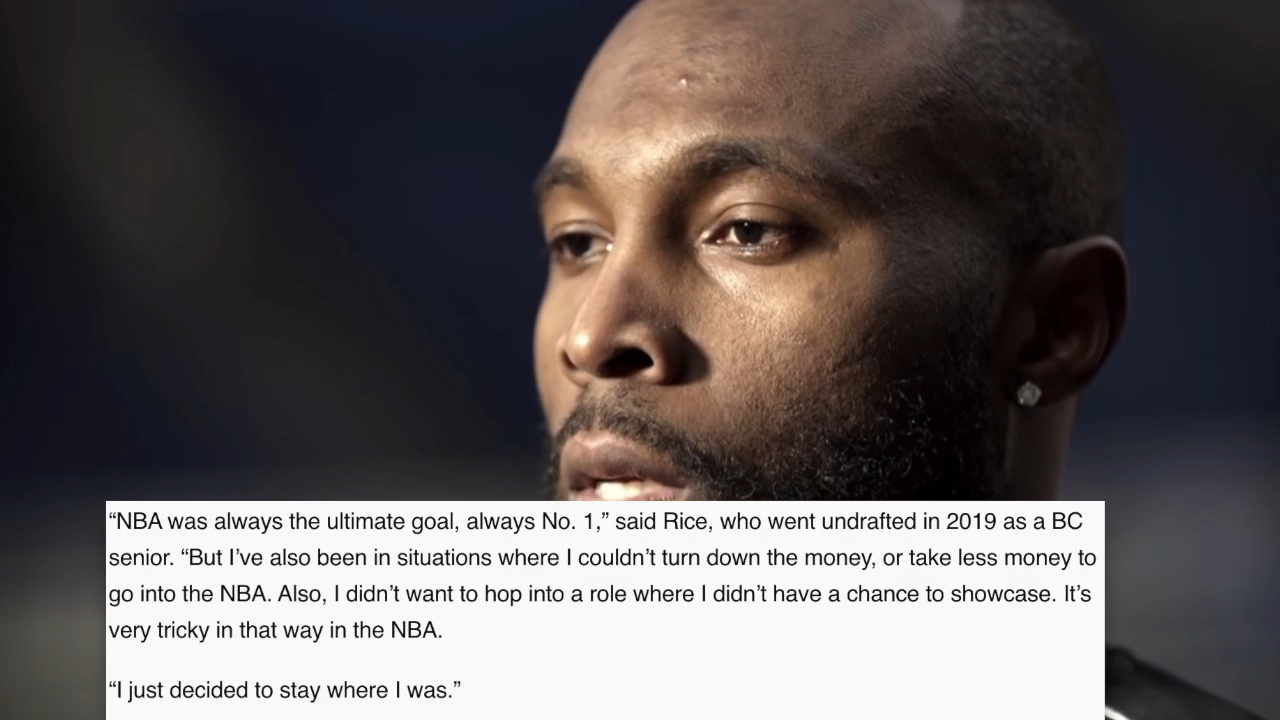 “NBA was always the ultimate goal, always No. 1,” said Rice, who went undrafted in 2019 as a BC
senior. “But I’ve also been in situations where I couldn’t turn down the money, or take less money to
go into the NBA. Also, I didn’t want to hop into a role where I didn’t have a chance to showcase. It’s
very tricky in that way in the NBA.
“I just decided to stay where I was.”